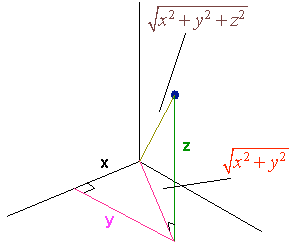 √(x² + y² + z²)
x
z
√(x² + y²)
y